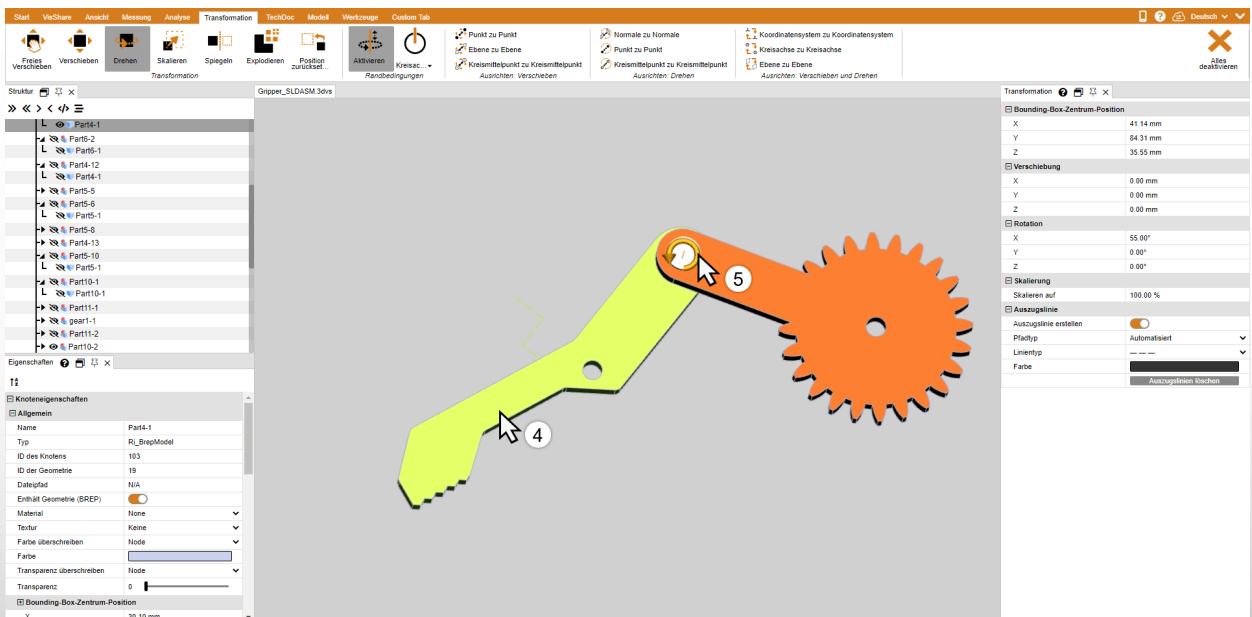 Start VisShare Ansicht Messung Analyse Transformation TechDoc Modell Werkzeuge Custom Tab Deutsch
Freies Verschieben
Verschieben
Drehen
Skalieren
Spiegeln
Explodieren
Position zurückset...
Transformation
Aktivieren
Kreisac...
Randbedingungen
Punkt zu Punkt
Ebene zu Ebene
Kreismittelpunkt zu Kreismittelpunkt
Ausrichten: Verschieben
Normale zu Normale
Punkt zu Punkt
Kreismittelpunkt zu Kreismittelpunkt
Ausrichten: Drehen
Koordinatensystem zu Koordinatensystem
Kreisachse zu Kreisachse
Ebene zu Ebene
Ausrichten: Verschieben und Drehen
Alles deaktivieren
Struktur
Gripper_SLDASM.3dvs
Part4-1
Part6-2
Part6-1
Part4-12
Part4-1
Part5-5
Part5-6
Part5-1
Part5-8
Part4-13
Part5-10
Part5-1
Part10-1
Part10-1
Part11-1
gear1-1
Part11-2
Part10-2
Eigenschaften
Knoteneigenschaften
Allgemein
Name Part4-1
Typ Ri_BrepModel
ID des Knotens 103
ID der Geometrie 19
Dateipfad N/A
Enthält Geometrie (BREP)
Material None
Textur Keine
Farbe überschreiben Node
Farbe
Transparenz überschreiben Node
Transparenz 0
Bounding-Box-Zentrum-Position
X 20.10 mm
4
5
Transformation
Bounding-Box-Zentrum-Position
X 41.14 mm
Y 84.31 mm
Z 35.55 mm
Verschiebung
X 0.00 mm
Y 0.00 mm
Z 0.00 mm
Rotation
X 55.00°
Y 0.00°
Z 0.00°
Skalierung
Skalieren auf 100.00 %
Auszugslinie
Auszugslinie erstellen
Pfadtyp Automatisiert
Linientyp
Farbe
Auszugslinien löschen